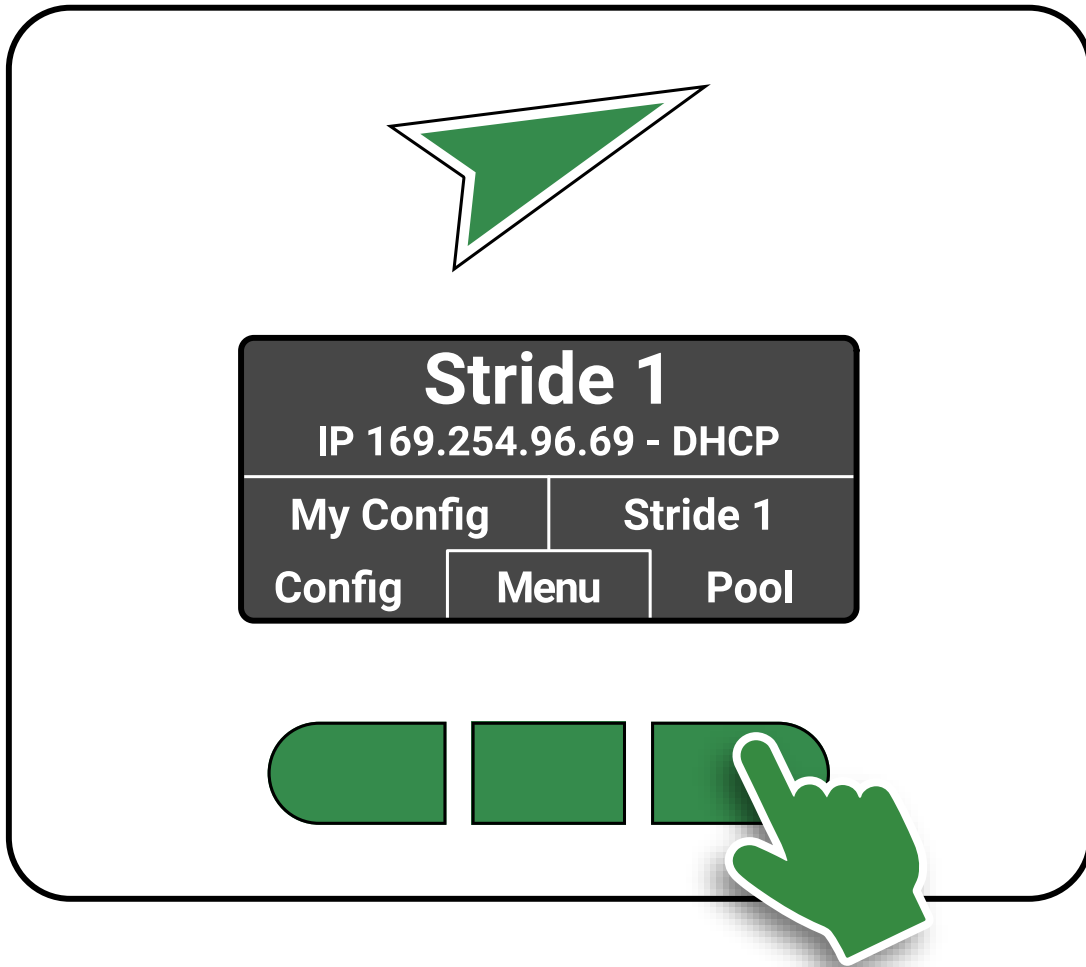 Stride 1
IP 169.254.96.69 - DHCP
My Config Stride 1
Config Menu Pool